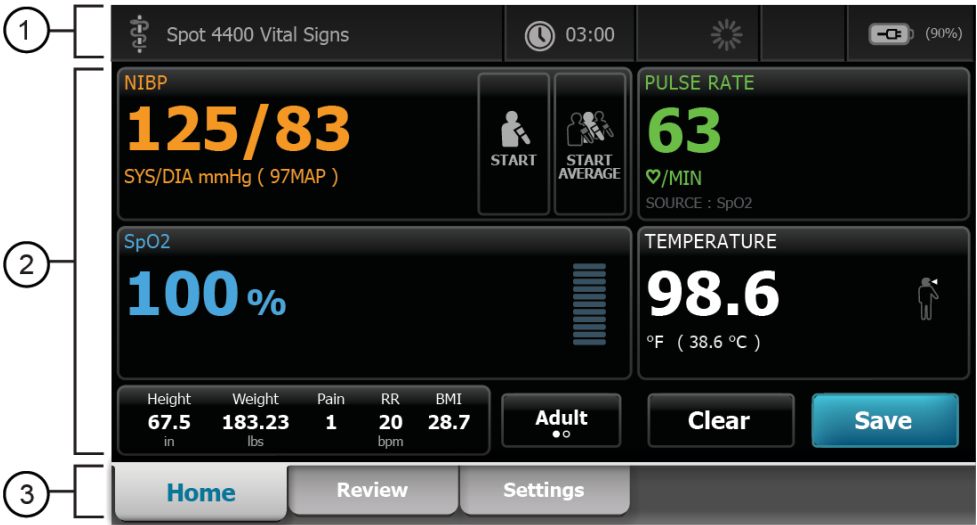 1
Spot 4400 Vital Signs
03:00
(90%)
2
NIBP
125/83
SYS/DIA mmHg ( 97MAP )
START
START
AVERAGE
PULSE RATE
63
♡/MIN
SOURCE : SpO2
SpO2
100%
TEMPERATURE
98.6
°F ( 38.6 °C )
Height Weight Pain RR BMI
67.5 183.23 1 20 28.7
in lbs bpm
Adult
Clear
Save
3
Home
Review
Settings